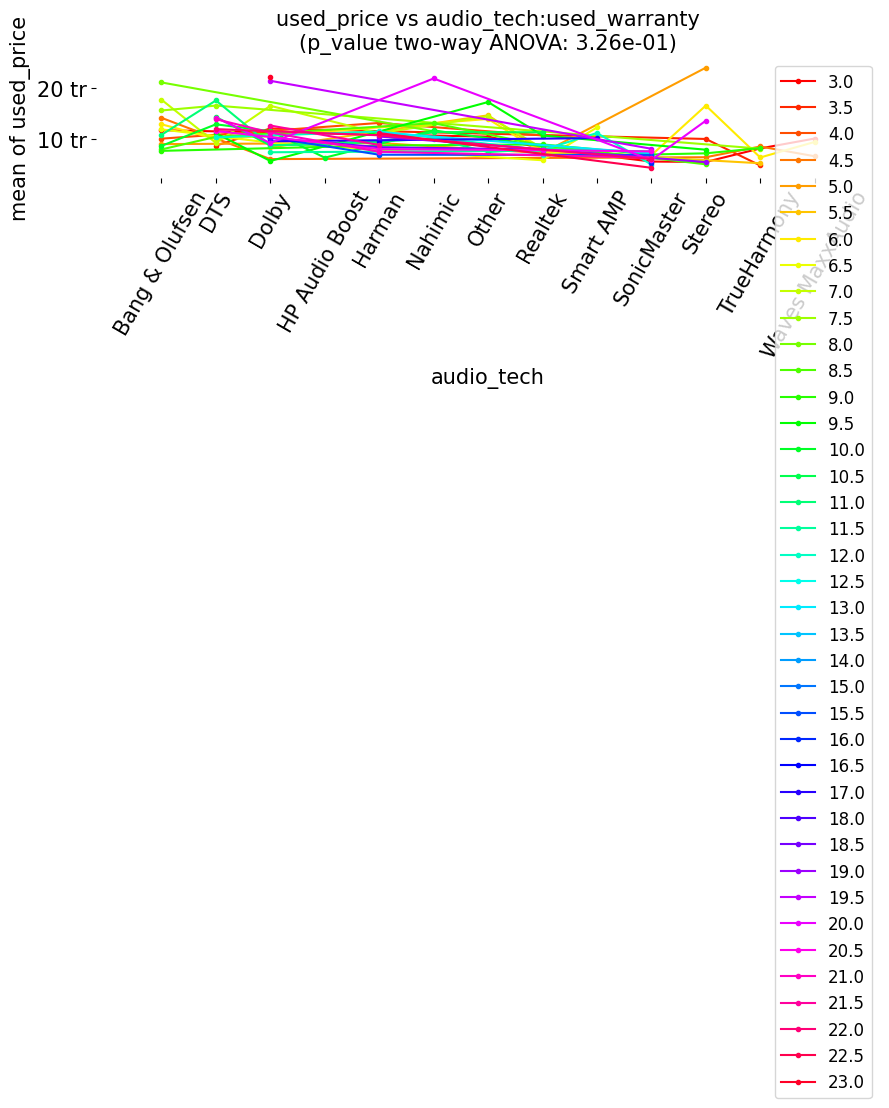 used_price vs audio_tech:used_warranty
(p_value two-way ANOVA: 3.26e-01)
mean of used_price
20 tr
10 tr
Bang & Olufsen
DTS
Dolby
HP Audio Boost
Harman
Nahimic
Other
Realtek
Smart AMP
SonicMaster
Stereo
TrueHarmony
Waves MaxxAudio
audio_tech
3.0
3.5
4.0
4.5
5.0
5.5
6.0
6.5
7.0
7.5
8.0
8.5
9.0
9.5
10.0
10.5
11.0
11.5
12.0
12.5
13.0
13.5
14.0
15.0
15.5
16.0
16.5
17.0
18.0
18.5
19.0
19.5
20.0
20.5
21.0
21.5
22.0
22.5
23.0